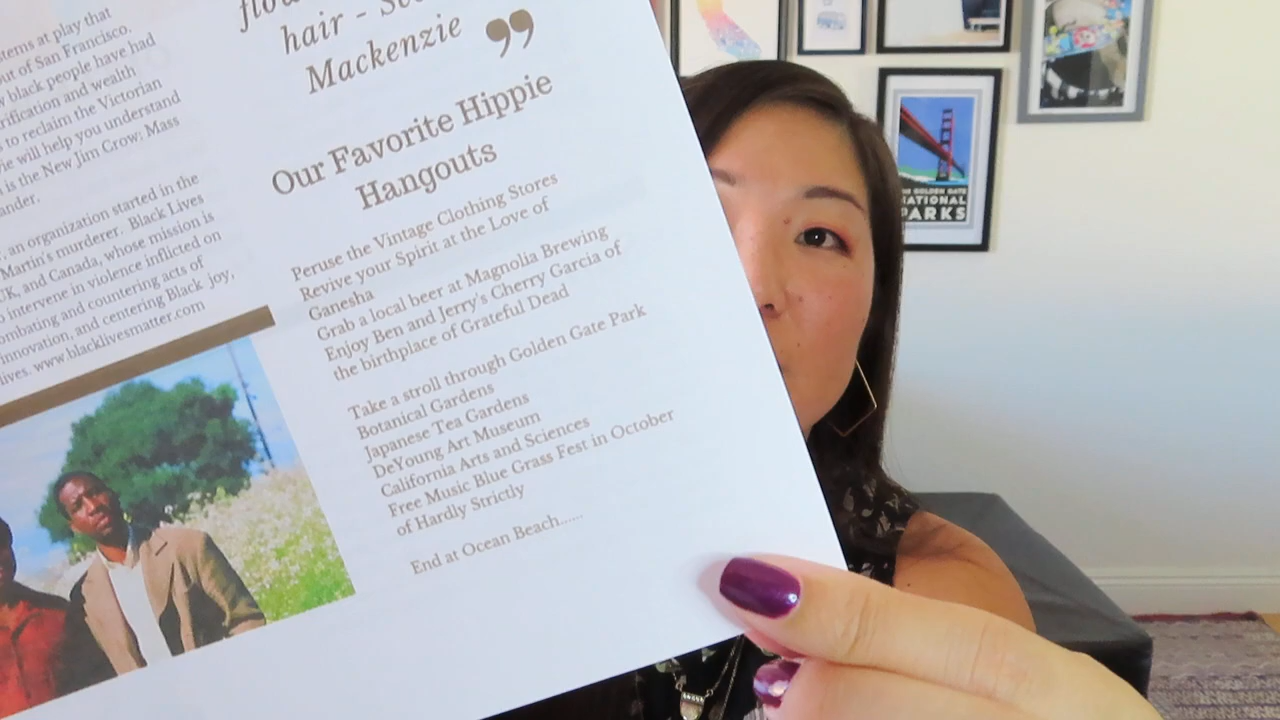 stems at play that
out of San Francisco.
black people have had
rification and wealth
to reclaim the Victorian
ie will help you understand
is the New Jim Crow: Mass
ander.
, an organization started in the
Martin's murderer. Black Lives
UK, and Canada, whose mission is
intervene in violence inflicted on
ombating and countering acts of
innovation, and centering Black joy,
lives. www.blacklivesmatter.com
hair -
Mackenzie ”
Our Favorite Hippie
Hangouts
Peruse the Vintage Clothing Stores
Revive your Spirit at the Love of
Ganesha
Grab a local beer at Magnolia Brewing
Enjoy Ben and Jerry's Cherry Garcia of
the birthplace of Grateful Dead
Take a stroll through Golden Gate Park
Botanical Gardens
Japanese Tea Gardens
DeYoung Art Museum
California Arts and Sciences
Free Music Blue Grass Fest in October
of Hardly Strictly
End at Ocean Beach......
THE GOLDEN GATE
NATIONAL
PARKS